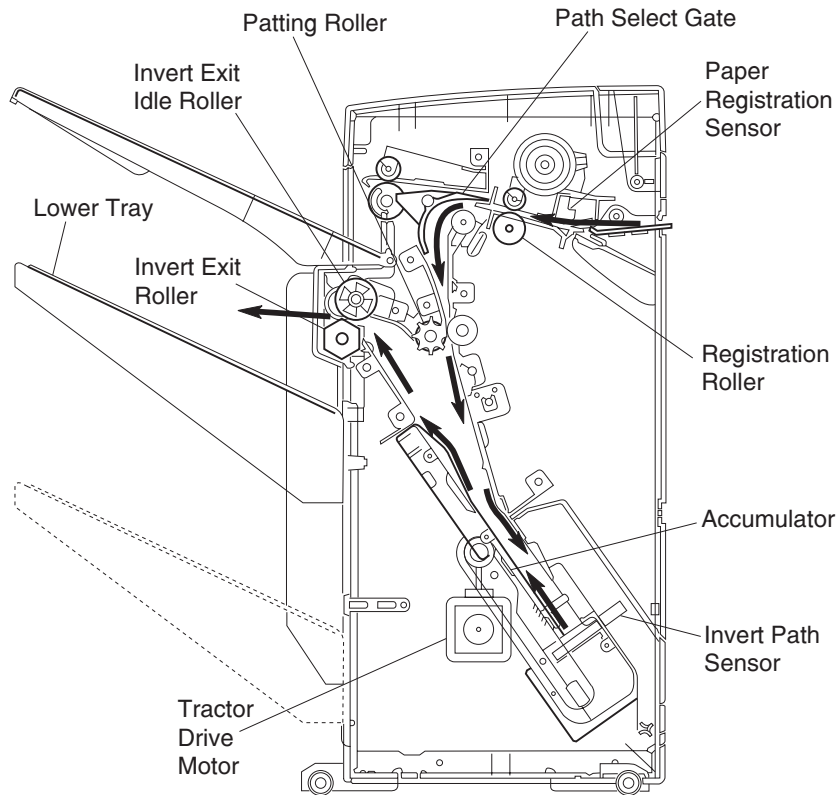 Patting Roller
Path Select Gate
Invert Exit
Idle Roller
Paper
Registration
Sensor
Lower Tray
Invert Exit
Roller
Registration
Roller
Accumulator
Invert Path
Sensor
Tractor
Drive
Motor